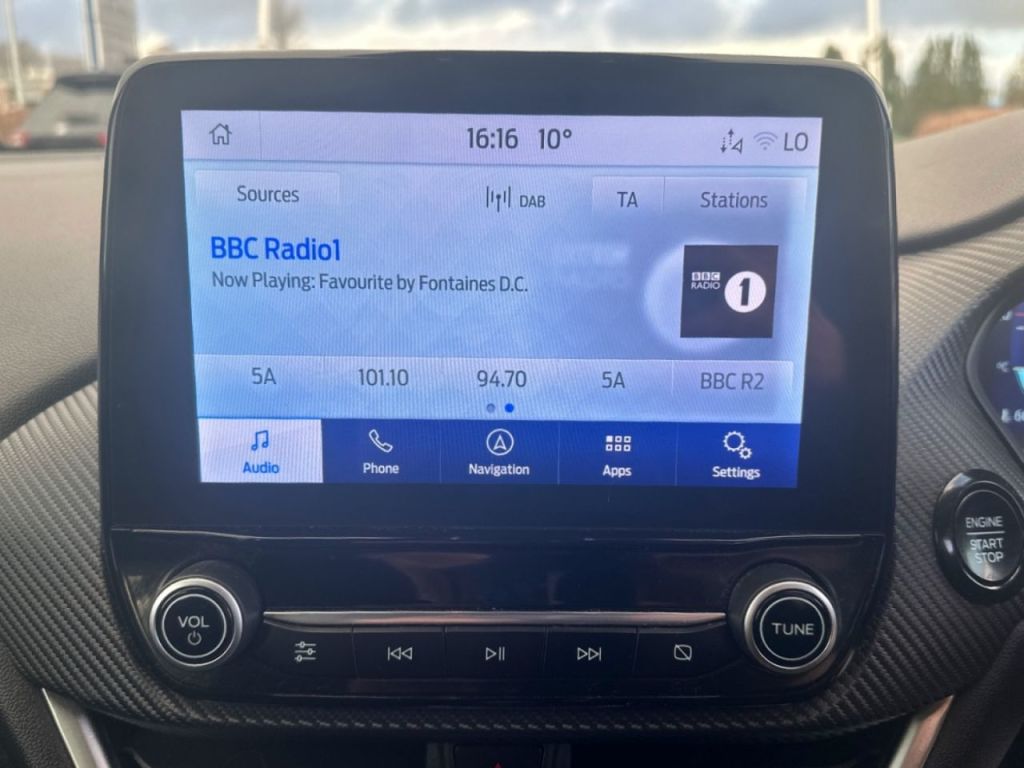 16:16 10° LO
Sources DAB TA Stations
BBC Radio1
Now Playing: Favourite by Fontaines D.C.
BBC
RADIO 1
5A 101.10 94.70 5A BBC R2
Audio Phone Navigation Apps Settings
ENGINE
START
STOP
VOL TUNE